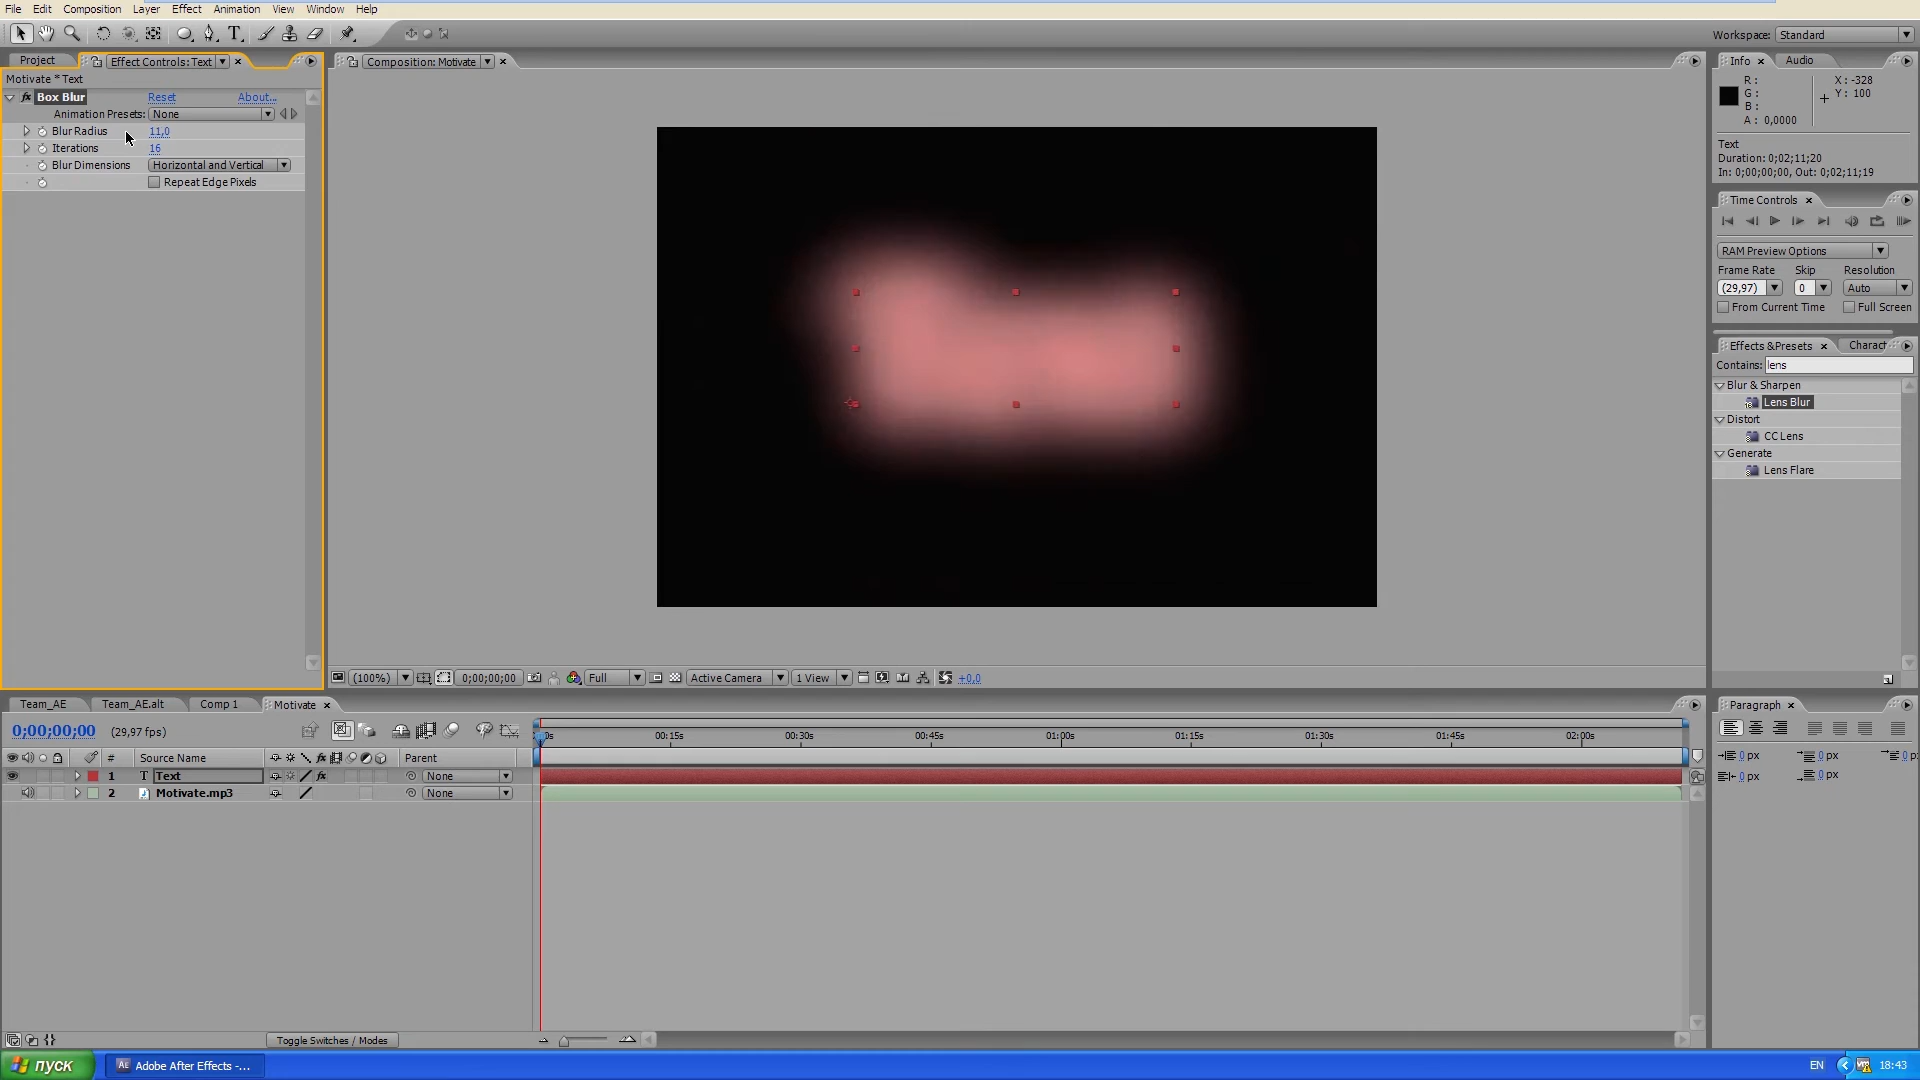 File Edit Composition Layer Effect Animation View Window Help
Workspace: Standard
Project Effect Controls: Text
Composition: Motivate
Info Audio
Motivate * Text
Box Blur Reset About...
Animation Presets: None
Blur Radius 11,0
Iterations 16
Blur Dimensions Horizontal and Vertical
Repeat Edge Pixels
R : X : -328
G : Y : 100
B :
A : 0,0000
Text
Duration: 0;02;11;20
In: 0;00;00;00, Out: 0;02;11;19
Time Controls
RAM Preview Options
Frame Rate Skip Resolution
(29,97) 0 Auto
From Current Time Full Screen
Effects & Presets Charact
Contains: lens
Blur & Sharpen
Lens Blur
Distort
CC Lens
Generate
Lens Flare
(100%) 0;00;00;00 Full Active Camera 1 View +0,0
Team_AE Team_AE.alt Comp 1 Motivate
Paragraph
0;00;00;00 (29,97 fps)
00:15s 00:30s 00:45s 01:00s 01:15s 01:30s 01:45s 02:00s
# Source Name Parent
1 T Text None
2 Motivate.mp3 None
0 px 0 px 0 p
0 px 0 px
Toggle Switches / Modes
пуск Adobe After Effects -... EN 18:43